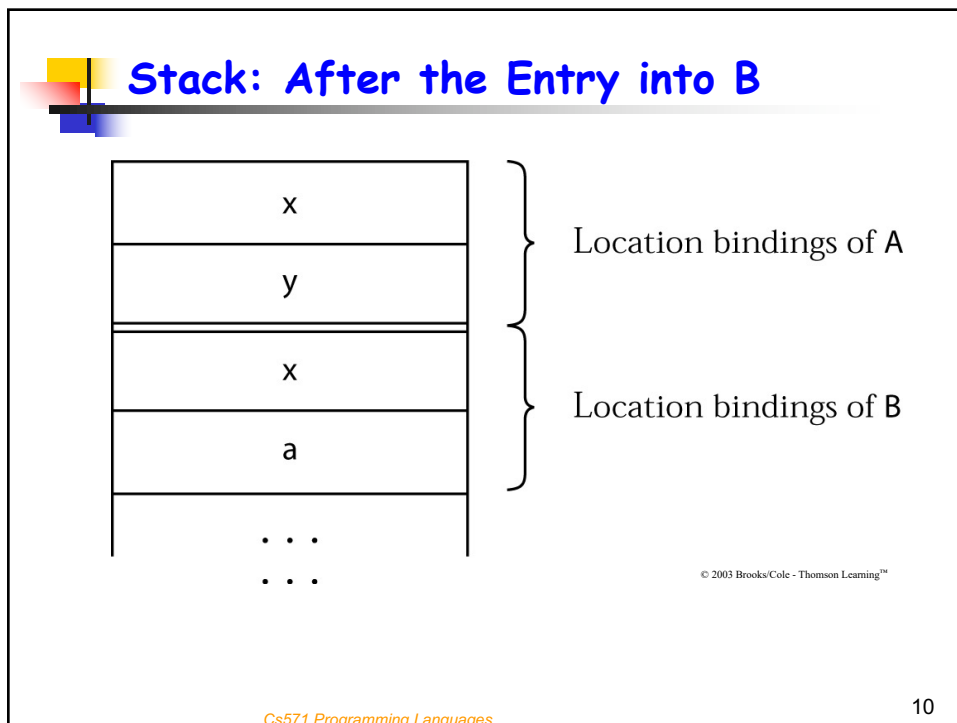 Stack: After the Entry into B
x
y
Location bindings of A
x
a
Location bindings of B
. . .
. . .
© 2003 Brooks/Cole - Thomson Learning™
Cs571 Programming Languages
10